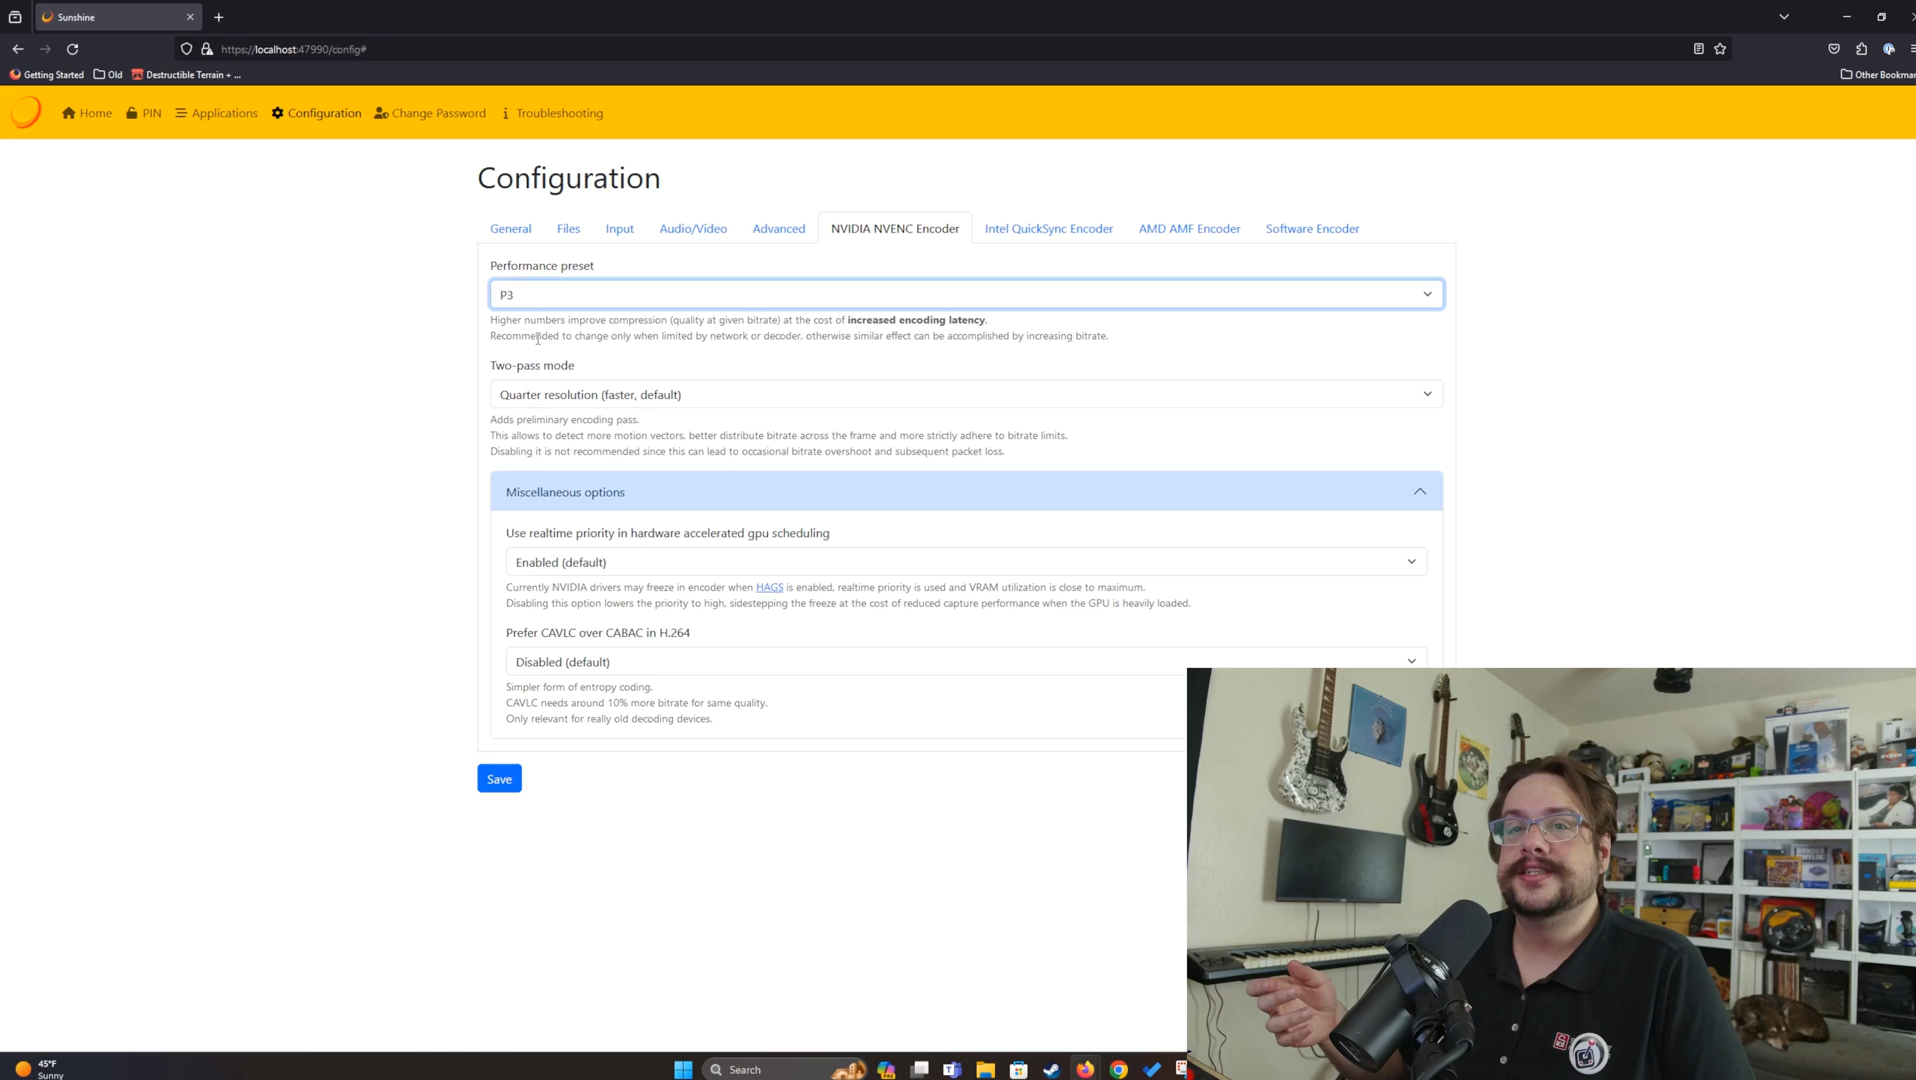 Sunshine
https://localhost:47990/config#
Getting Started
Old
Destructible Terrain + ...
Other Bookmar
Home
PIN
Applications
Configuration
Change Password
Troubleshooting
Configuration
General
Files
Input
Audio/Video
Advanced
NVIDIA NVENC Encoder
Intel QuickSync Encoder
AMD AMF Encoder
Software Encoder
Performance preset
P3
Higher numbers improve compression (quality at given bitrate) at the cost of increased encoding latency.
Recommended to change only when limited by network or decoder, otherwise similar effect can be accomplished by increasing bitrate.
Two-pass mode
Quarter resolution (faster, default)
Adds preliminary encoding pass.
This allows to detect more motion vectors, better distribute bitrate across the frame and more strictly adhere to bitrate limits.
Disabling it is not recommended since this can lead to occasional bitrate overshoot and subsequent packet loss.
Miscellaneous options
Use realtime priority in hardware accelerated gpu scheduling
Enabled (default)
Currently NVIDIA drivers may freeze in encoder when HAGS is enabled, realtime priority is used and VRAM utilization is close to maximum.
Disabling this option lowers the priority to high, sidestepping the freeze at the cost of reduced capture performance when the GPU is heavily loaded.
Prefer CAVLC over CABAC in H.264
Disabled (default)
Simpler form of entropy coding.
CAVLC needs around 10% more bitrate for same quality.
Only relevant for really old decoding devices.
Save
45°F
Sunny
Search